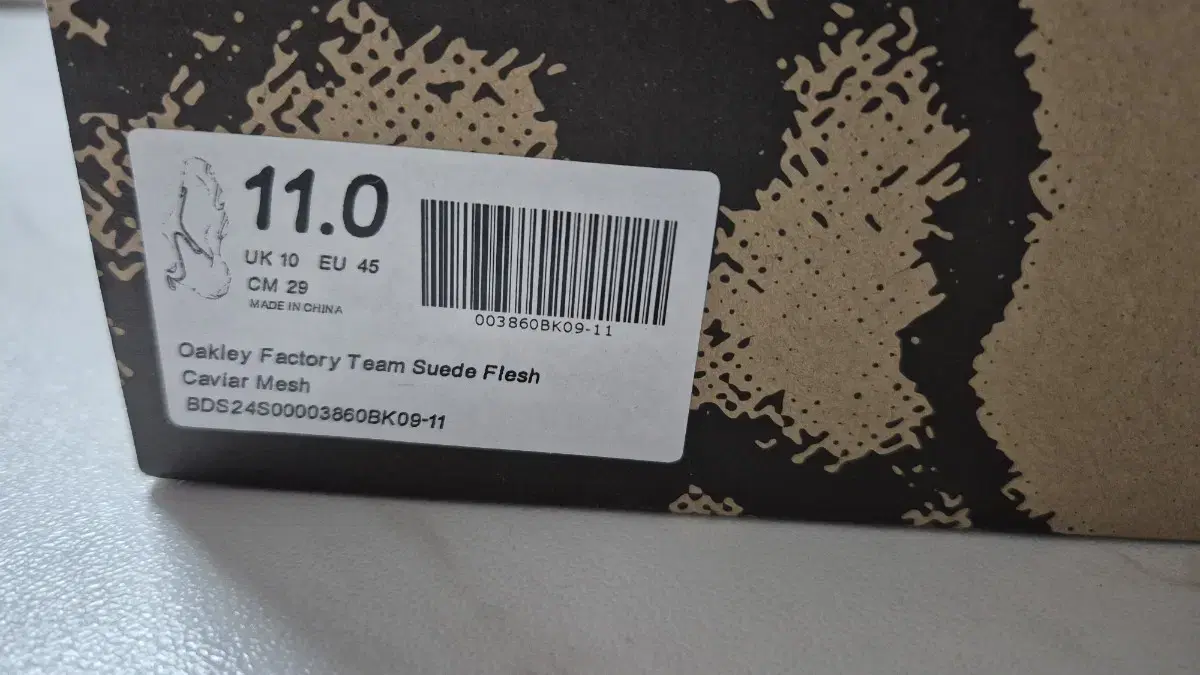 11.0
UK 10 EU 45
CM 29
MADE IN CHINA
003860BK09-11
Oakley Factory Team Suede Flesh
Caviar Mesh
BDS24S00003860BK09-11